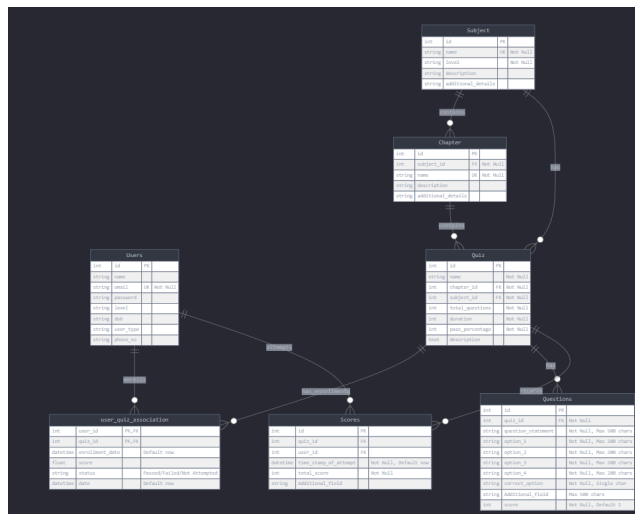 Subject
int id PK
string name UK Not Null
string level Not Null
string description
string additional_details
contains
has
Chapter
int id PK
int subject_id FK Not Null
string name UK Not Null
string description
string additional_details
contains
Users
int id PK
string name
string email UK Not Null
string password
string level
string dob
string user_type
string phone_no
Quiz
int id PK
string name Not Null
int chapter_id FK Not Null
int subject_id FK Not Null
int total_questions Not Null
int duration Not Null
int pass_percentage Not Null
text description
attempts
has
enrolls
has_enrollments
records
user_quiz_association
int user_id PK,FK
int quiz_id PK,FK
datetime enrollment_date Default now
float score
string status Passed/Failed/Not Attempted
datetime date Default now
Scores
int id PK
int quiz_id FK
int user_id FK
datetime time_stamp_of_attempt Not Null, Default now
int total_score Not Null
string Additional_field
Questions
int id PK
int quiz_id FK Not Null
string question_statement Not Null, Max 500 chars
string option_1 Not Null, Max 200 chars
string option_2 Not Null, Max 200 chars
string option_3 Not Null, Max 200 chars
string option_4 Not Null, Max 200 chars
string correct_option Not Null, Single char
string Additional_field Max 500 chars
int score Not Null, Default 1